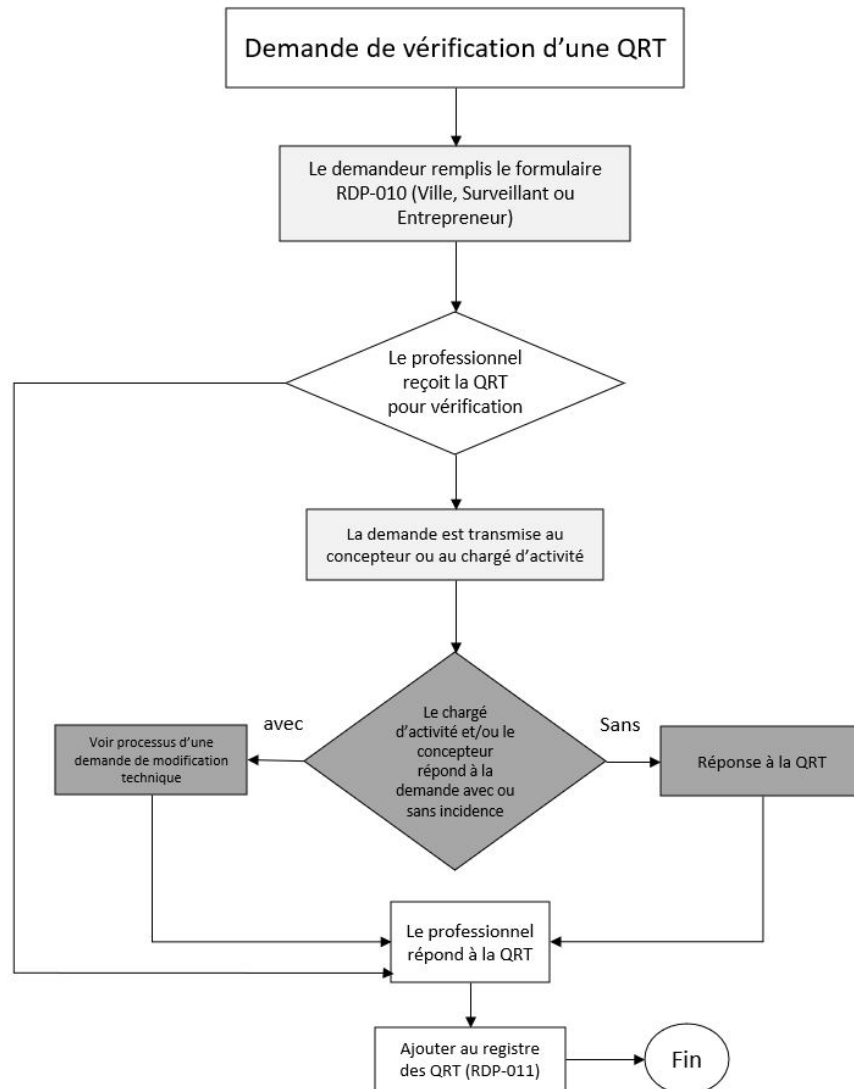 Demande de vérification d'une QRT
Le demandeur remplis le formulaire
RDP-010 (Ville, Surveillant ou
Entrepreneur)
Le professionnel
reçoit la QRT
pour vérification
La demande est transmise au
concepteur ou au chargé d'activité
avec
Sans
Voir processus d'une
demande de modification
technique
Le chargé
d'activité et/ou le
concepteur
répond à la
demande avec ou
sans incidence
Réponse à la QRT
Le professionnel
répond à la QRT
Ajouter au registre
des QRT (RDP-011)
Fin